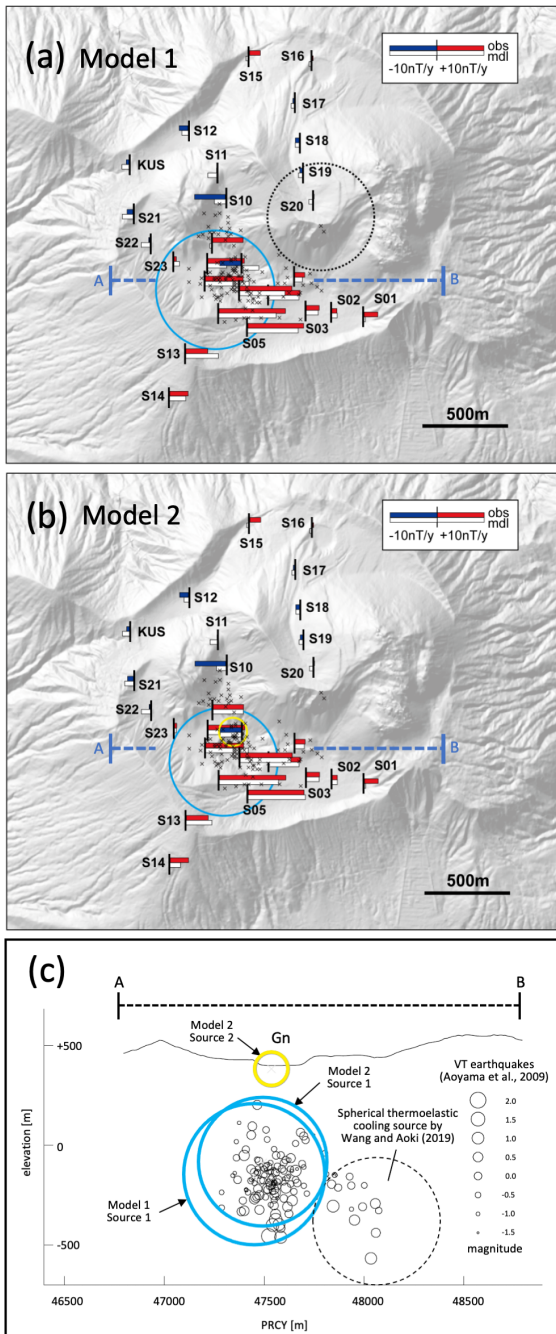 (a) Model 1
obs
mdl
-10nT/y +10nT/y
S15
S16
S17
S12
S18
KUS
S11
S19
S10
S20
S21
S22
S23
A
B
S02
S01
S03
S05
S13
S14
500m
(b) Model 2
obs
mdl
-10nT/y +10nT/y
S15
S16
S17
S12
S18
KUS
S11
S19
S10
S20
S21
S22
S23
A
B
S02
S01
S03
S05
S13
S14
500m
(c)
A
B
Model 2
Source 2
Gn
+500
Model 2
Source 1
VT earthquakes
(Aoyama et al., 2009)
2.0
1.5
1.0
0.5
0.0
-0.5
-1.0
-1.5
magnitude
Spherical thermoelastic
cooling source by
Wang and Aoki (2019)
elevation [m]
0
Model 1
Source 1
-500
46500 47000 47500 48000 48500
PRCY [m]